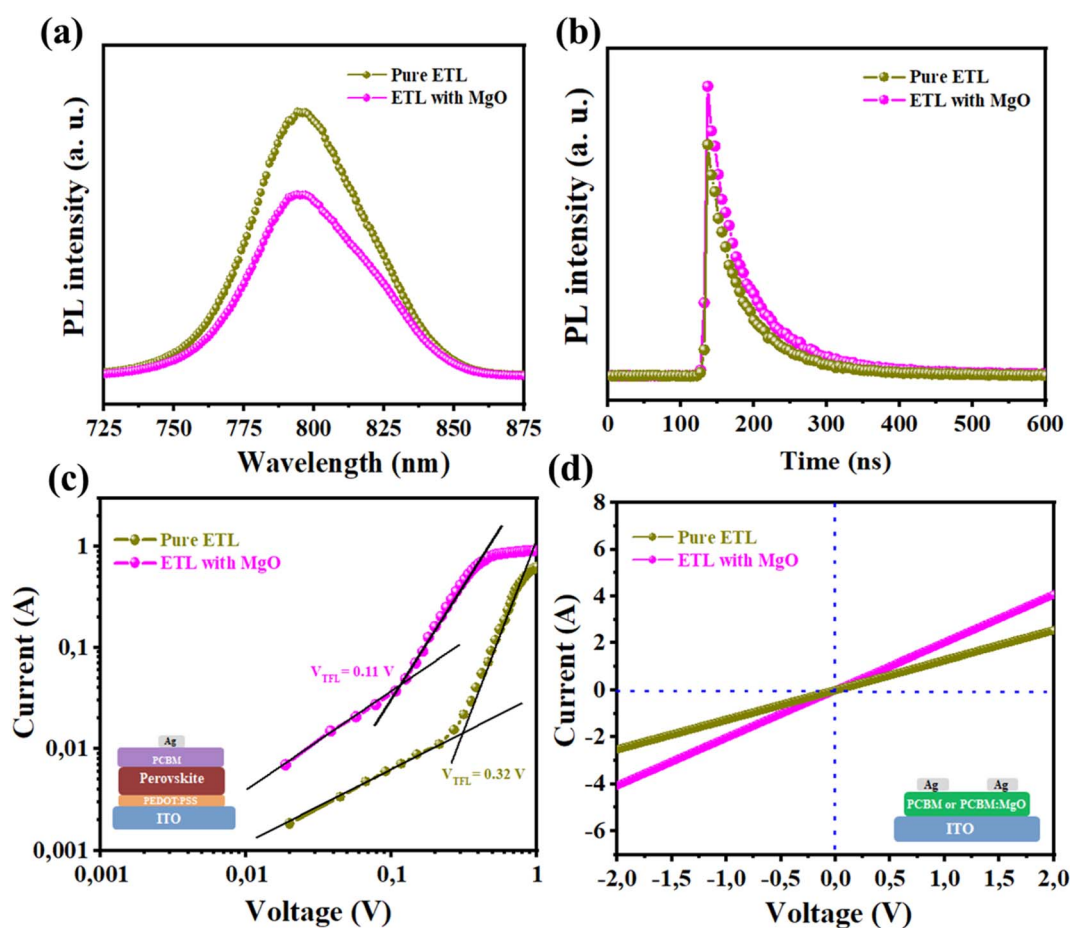 (a)
Pure ETL
ETL with MgO
PL intensity (a. u.)
725 750 775 800 825 850 875
Wavelength (nm)
(b)
Pure ETL
ETL with MgO
PL intensity (a. u.)
0 100 200 300 400 500 600
Time (ns)
(c)
Pure ETL
ETL with MgO
Current (A)
1
0,1
0,01
0,001
V_TFL = 0.11 V
V_TFL = 0.32 V
Ag
PCBM
Perovskite
PEDOT:PSS
ITO
0,001 0,01 0,1 1
Voltage (V)
(d)
Pure ETL
ETL with MgO
Current (A)
8
6
4
2
0
-2
-4
-6
Ag Ag
PCBM or PCBM:MgO
ITO
-2,0 -1,5 -1,0 -0,5 0,0 0,5 1,0 1,5 2,0
Voltage (V)